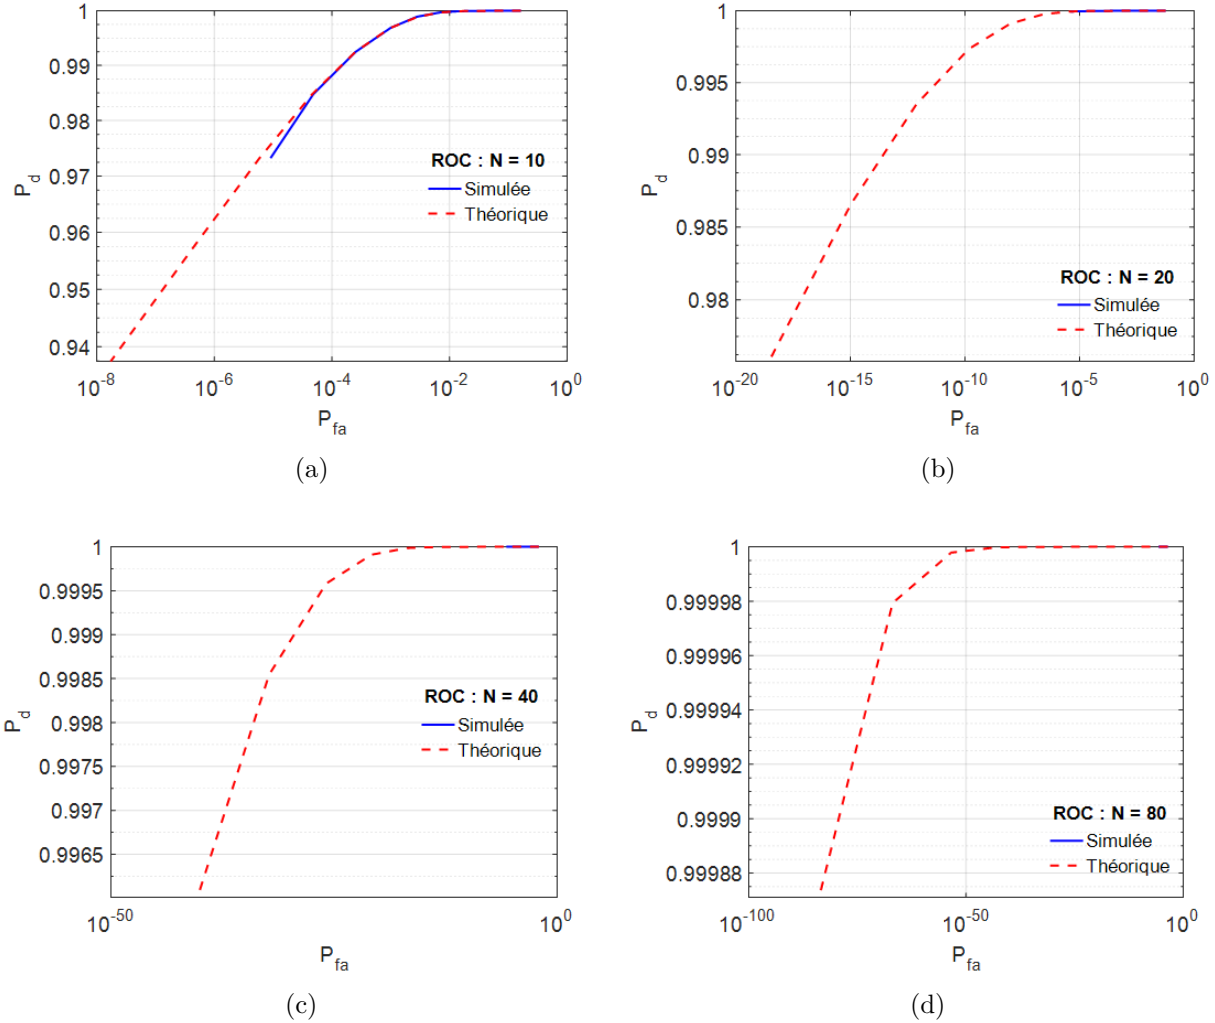 1
0.99
0.98
0.97
0.96
0.95
0.94
P_d
ROC : N = 10
Simulée
Théorique
10^-8 10^-6 10^-4 10^-2 10^0
P_fa
(a)
1
0.995
0.99
0.985
0.98
P_d
ROC : N = 20
Simulée
Théorique
10^-20 10^-15 10^-10 10^-5 10^0
P_fa
(b)
1
0.9995
0.999
0.9985
0.998
0.9975
0.997
0.9965
P_d
ROC : N = 40
Simulée
Théorique
10^-50 10^0
P_fa
(c)
1
0.99998
0.99996
0.99994
0.99992
0.9999
0.99988
P_d
ROC : N = 80
Simulée
Théorique
10^-100 10^-50 10^0
P_fa
(d)